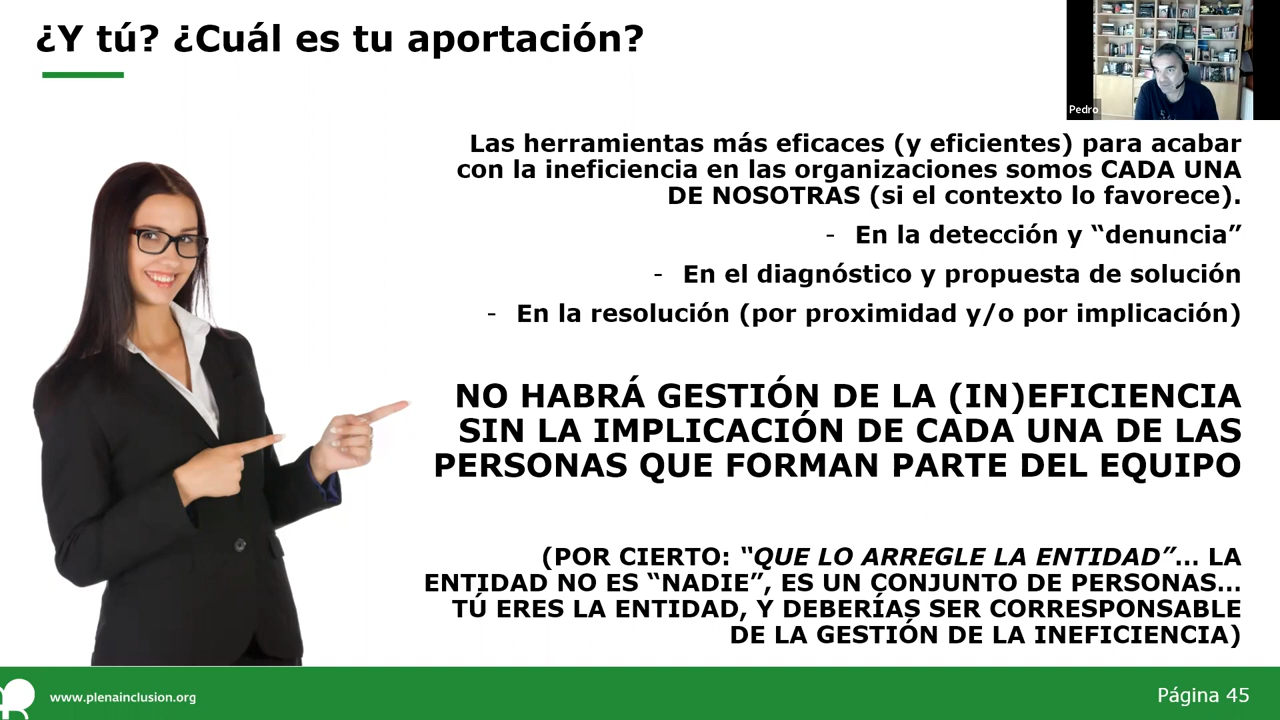 ¿Y tú? ¿Cuál es tu aportación?
Pedro
Las herramientas más eficaces (y eficientes) para acabar
con la ineficiencia en las organizaciones somos CADA UNA
DE NOSOTRAS (si el contexto lo favorece).
- En la detección y “denuncia”
- En el diagnóstico y propuesta de solución
- En la resolución (por proximidad y/o por implicación)
NO HABRÁ GESTIÓN DE LA (IN)EFICIENCIA
SIN LA IMPLICACIÓN DE CADA UNA DE LAS
PERSONAS QUE FORMAN PARTE DEL EQUIPO
(POR CIERTO: “QUE LO ARREGLE LA ENTIDAD”... LA
ENTIDAD NO ES “NADIE”, ES UN CONJUNTO DE PERSONAS...
TÚ ERES LA ENTIDAD, Y DEBERÍAS SER CORRESPONSABLE
DE LA GESTIÓN DE LA INEFICIENCIA)
www.plenainclusion.org
Página 45